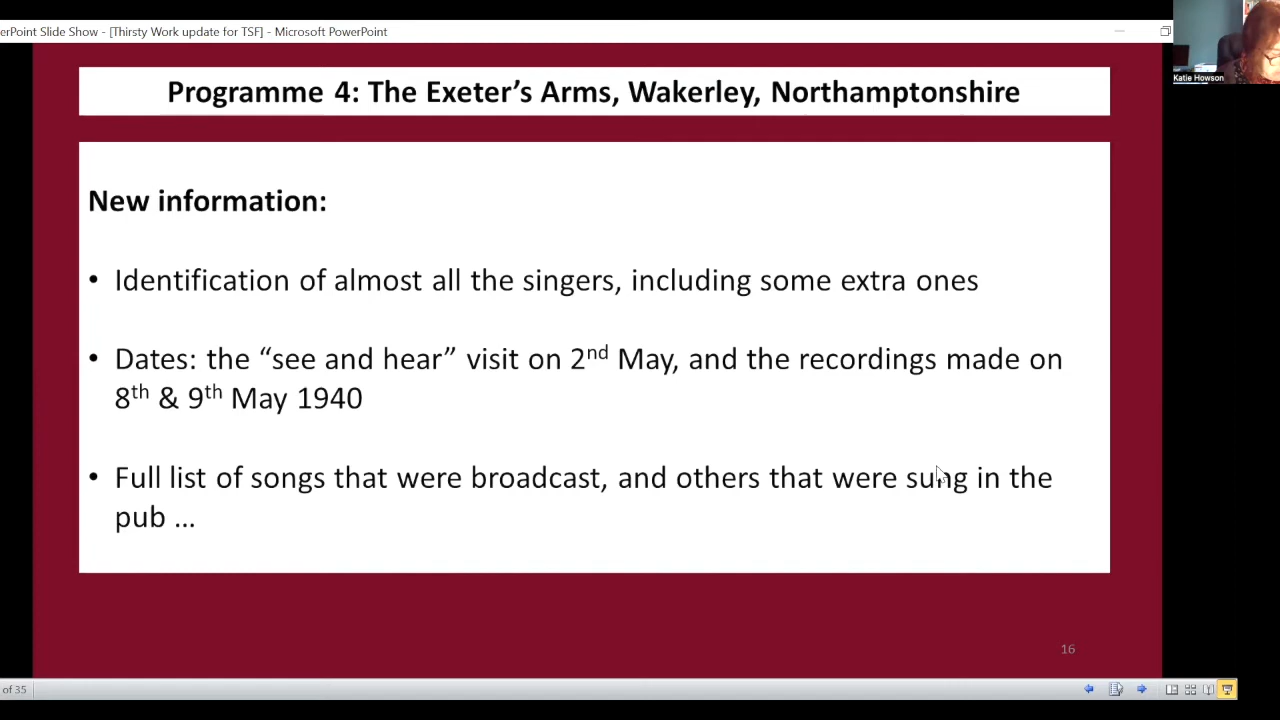 erPoint Slide Show - [Thirsty Work update for TSF] - Microsoft PowerPoint
Katie Howson
Programme 4: The Exeter’s Arms, Wakerley, Northamptonshire
New information:
• Identification of almost all the singers, including some extra ones
• Dates: the “see and hear” visit on 2nd May, and the recordings made on
8th & 9th May 1940
• Full list of songs that were broadcast, and others that were sung in the
pub ...
16
of 35